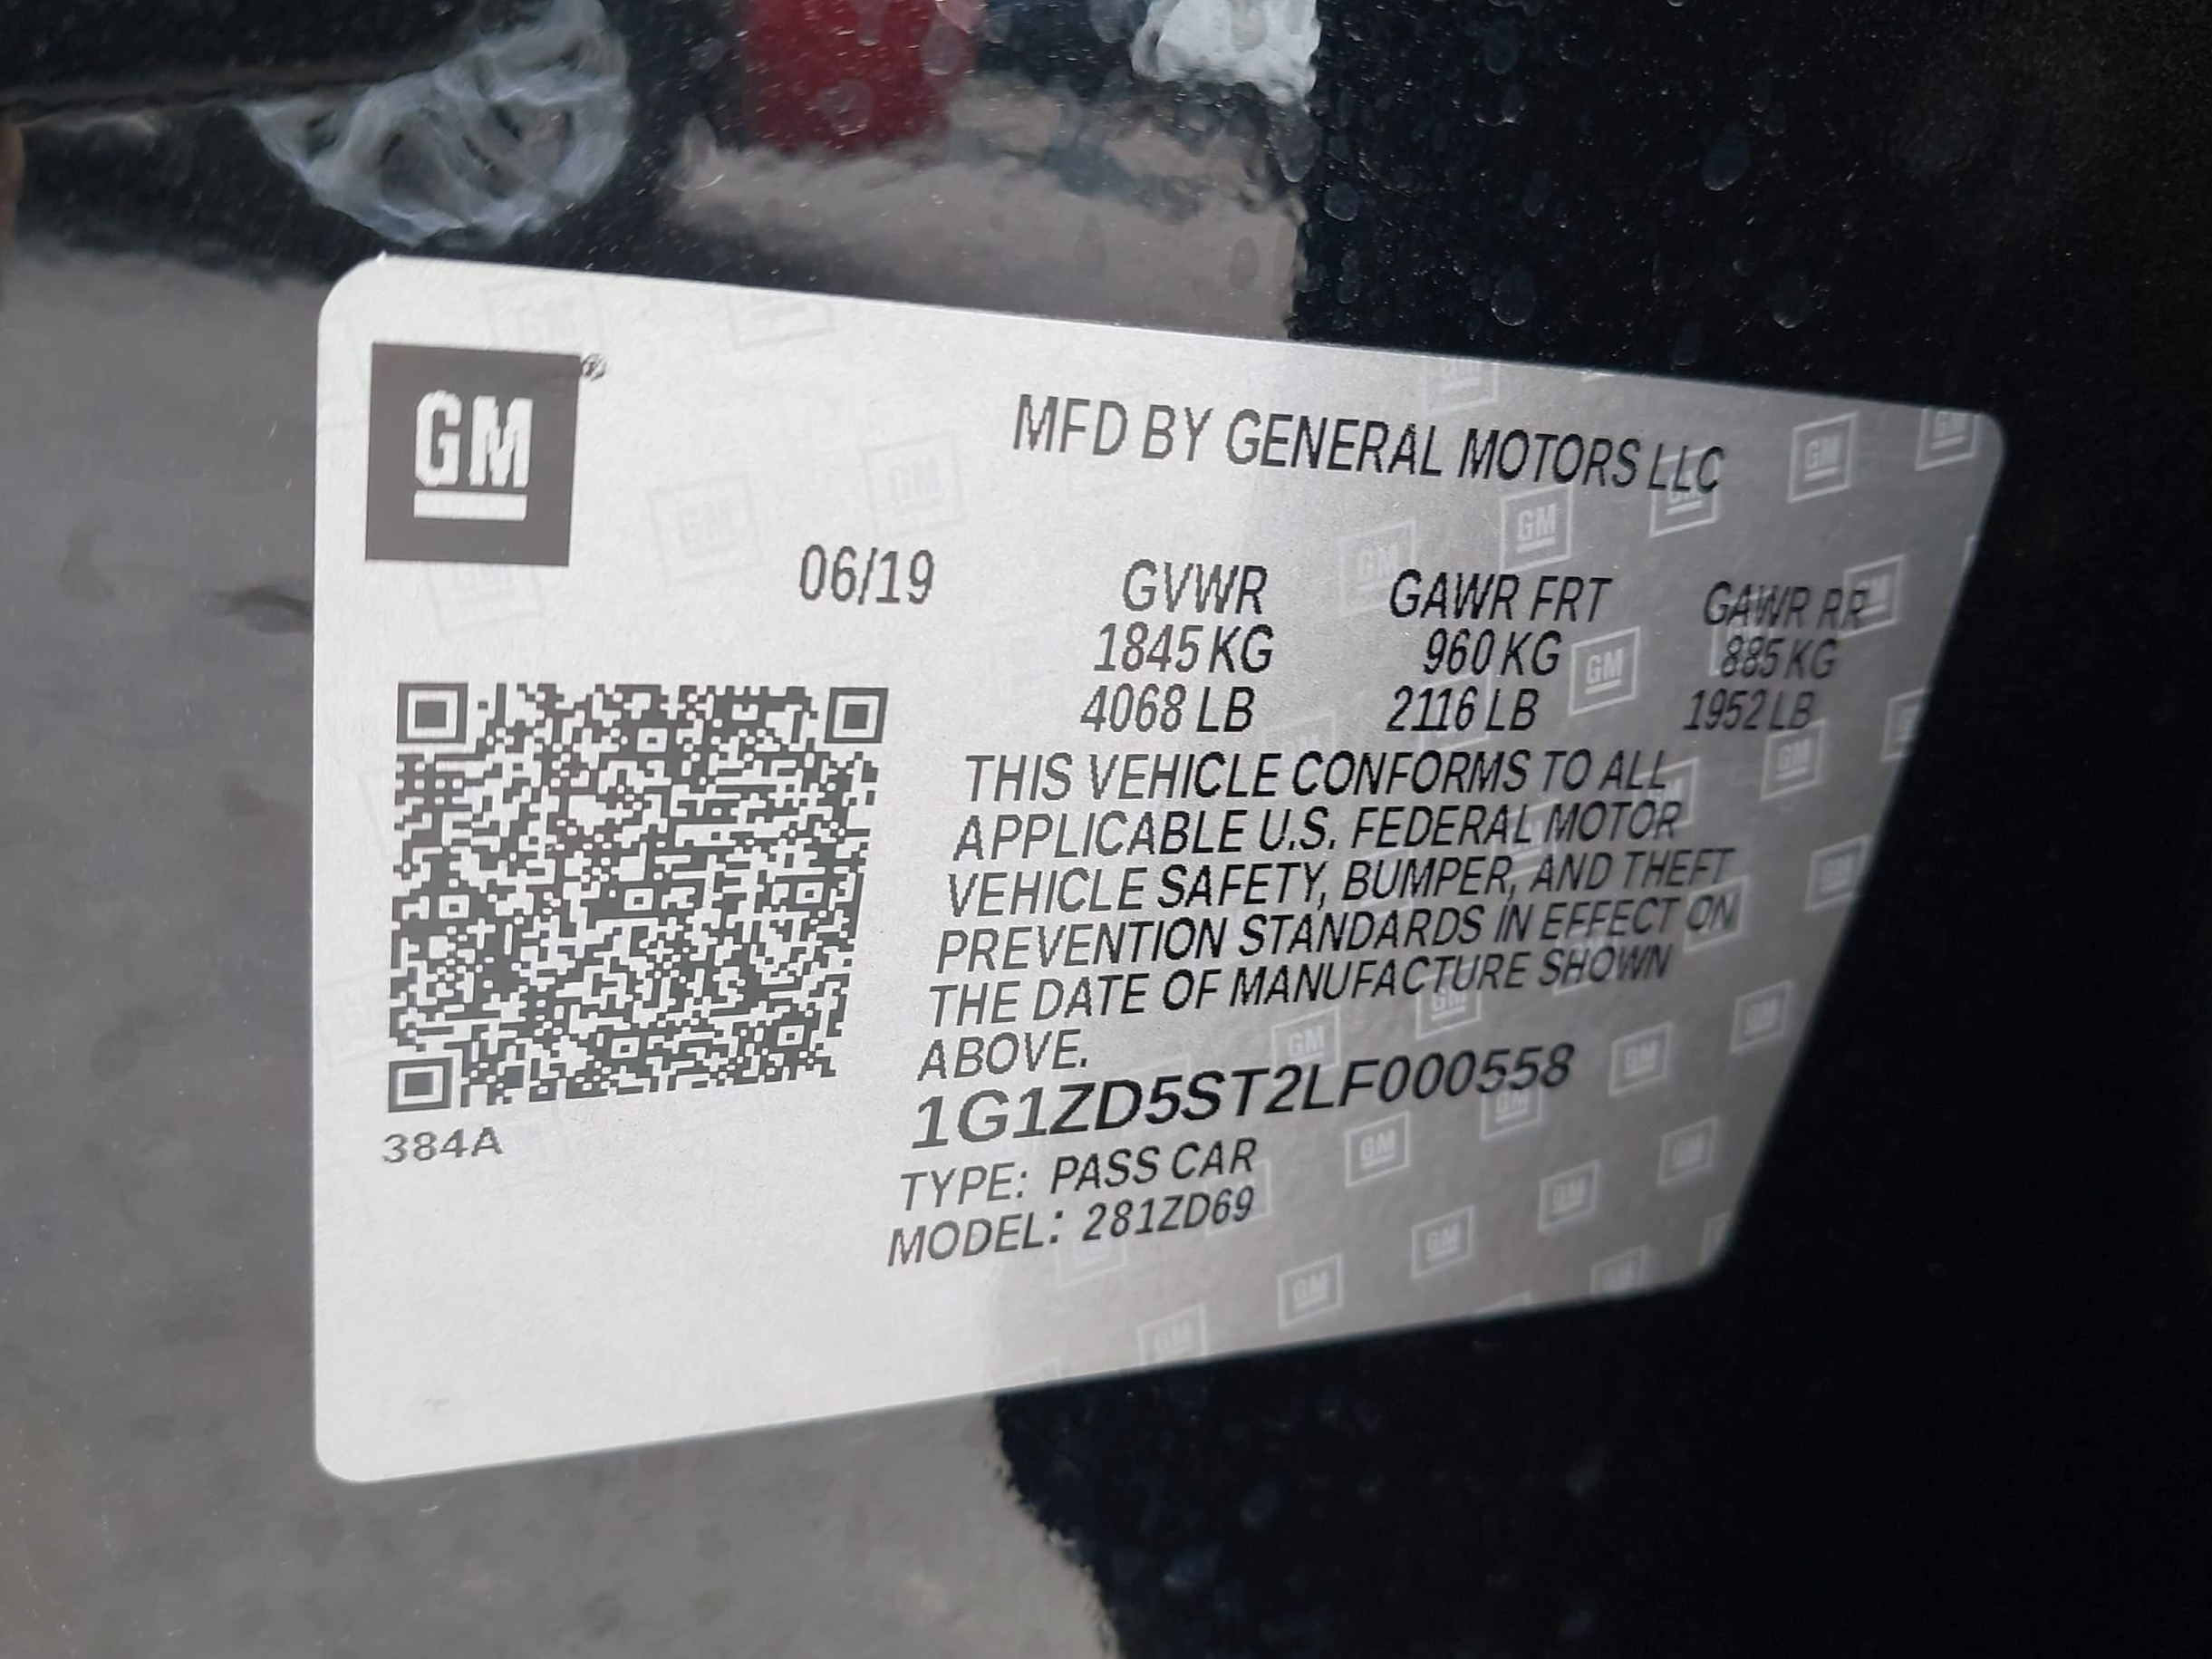 GM
MFD BY GENERAL MOTORS LLC
06/19
GVWR GAWR FRT GAWR RR
1845 KG 960 KG 885 KG
4068 LB 2116 LB 1952 LB
THIS VEHICLE CONFORMS TO ALL
APPLICABLE U.S. FEDERAL MOTOR
VEHICLE SAFETY, BUMPER, AND THEFT
PREVENTION STANDARDS IN EFFECT ON
THE DATE OF MANUFACTURE SHOWN
ABOVE.
1G1ZD5ST2LF000558
384A
TYPE: PASS CAR
MODEL: 281ZD69